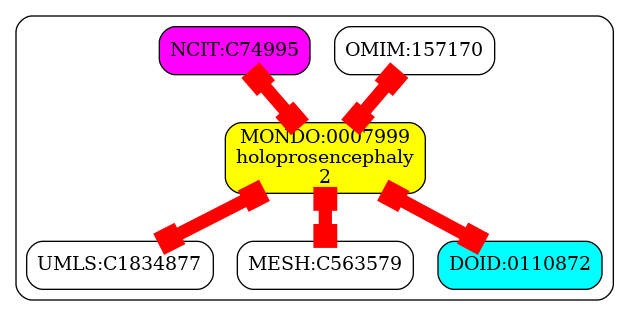 NCIT:C74995
OMIM:157170
MONDO:0007999
holoprosencephaly
2
UMLS:C1834877
MESH:C563579
DOID:0110872